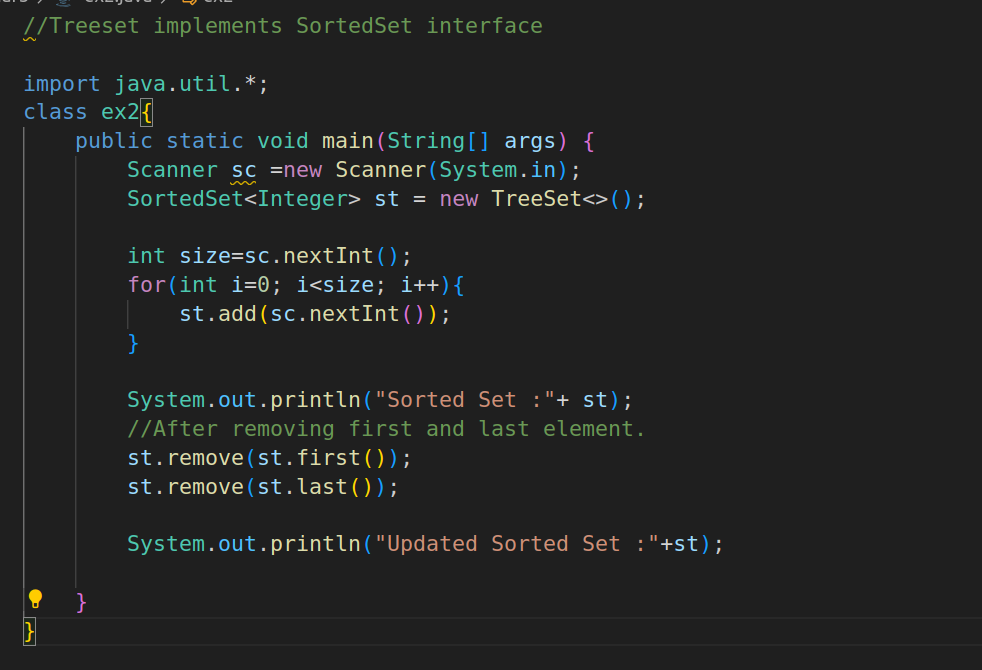 //Treeset implements SortedSet interface
import java.util.*;
class ex2{
public static void main(String[] args) {
Scanner sc =new Scanner(System.in);
SortedSet<Integer> st = new TreeSet<>();
int size=sc.nextInt();
for(int i=0; i<size; i++){
st.add(sc.nextInt());
}
System.out.println("Sorted Set :"+ st);
//After removing first and last element.
st.remove(st.first());
st.remove(st.last());
System.out.println("Updated Sorted Set :"+st);
}
}